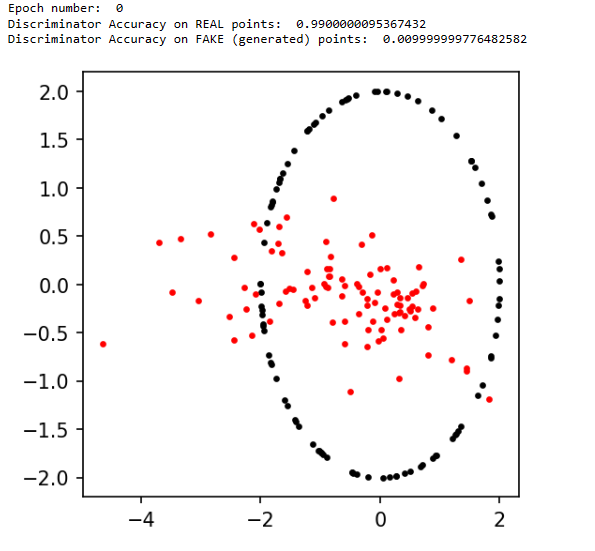 Epoch number:  0
Discriminator Accuracy on REAL points:  0.9900000095367432
Discriminator Accuracy on FAKE (generated) points:  0.009999999776482582
2.0
1.5
1.0
0.5
0.0
−0.5
−1.0
−1.5
−2.0
−4 −2 0 2